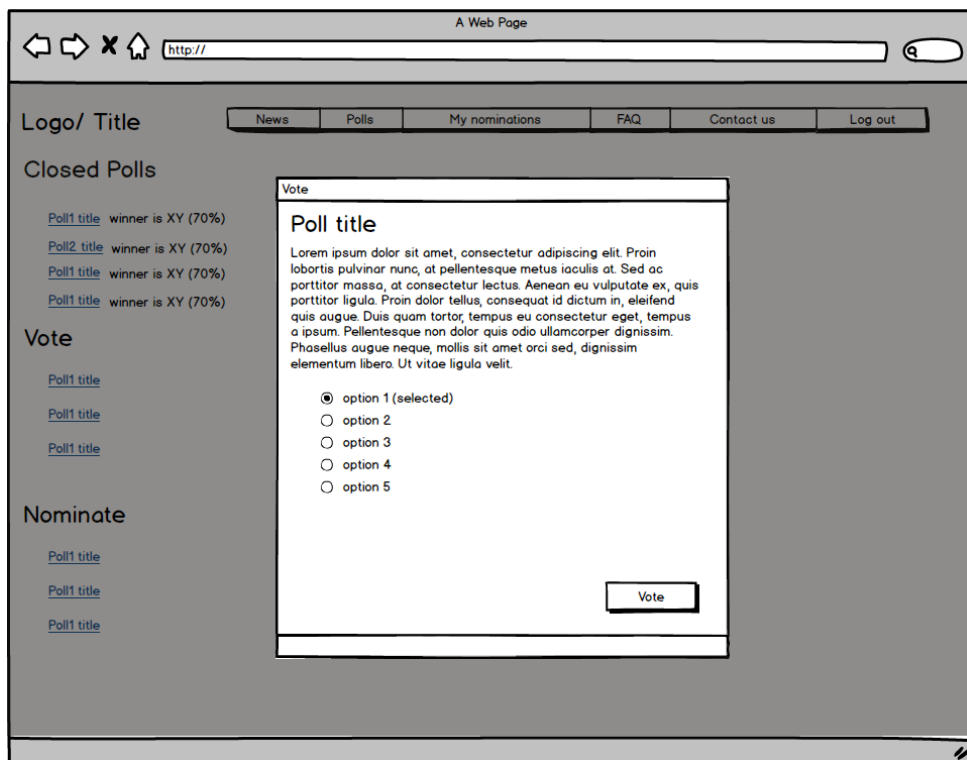 A Web Page
http://
Logo/ Title
News Polls My nominations FAQ Contact us Log out
Closed Polls
Poll1 title winner is XY (70%)
Poll2 title winner is XY (70%)
Poll1 title winner is XY (70%)
Poll1 title winner is XY (70%)
Vote
Poll1 title
Poll1 title
Poll1 title
Nominate
Poll1 title
Poll1 title
Poll1 title
Vote
Poll title
Lorem ipsum dolor sit amet, consectetur adipiscing elit. Proin
lobortis pulvinar nunc, at pellentesque metus iaculis at. Sed ac
porttitor massa, at consectetur lectus. Aenean eu vulputate ex, quis
porttitor ligula. Proin dolor tellus, consequat id dictum in, eleifend
quis augue. Duis quam tortor, tempus eu consectetur eget, tempus
a ipsum. Pellentesque non dolor quis odio ullamcorper dignissim.
Phasellus augue neque, mollis sit amet orci sed, dignissim
elementum libero. Ut vitae ligula velit.
option 1 (selected)
option 2
option 3
option 4
option 5
Vote